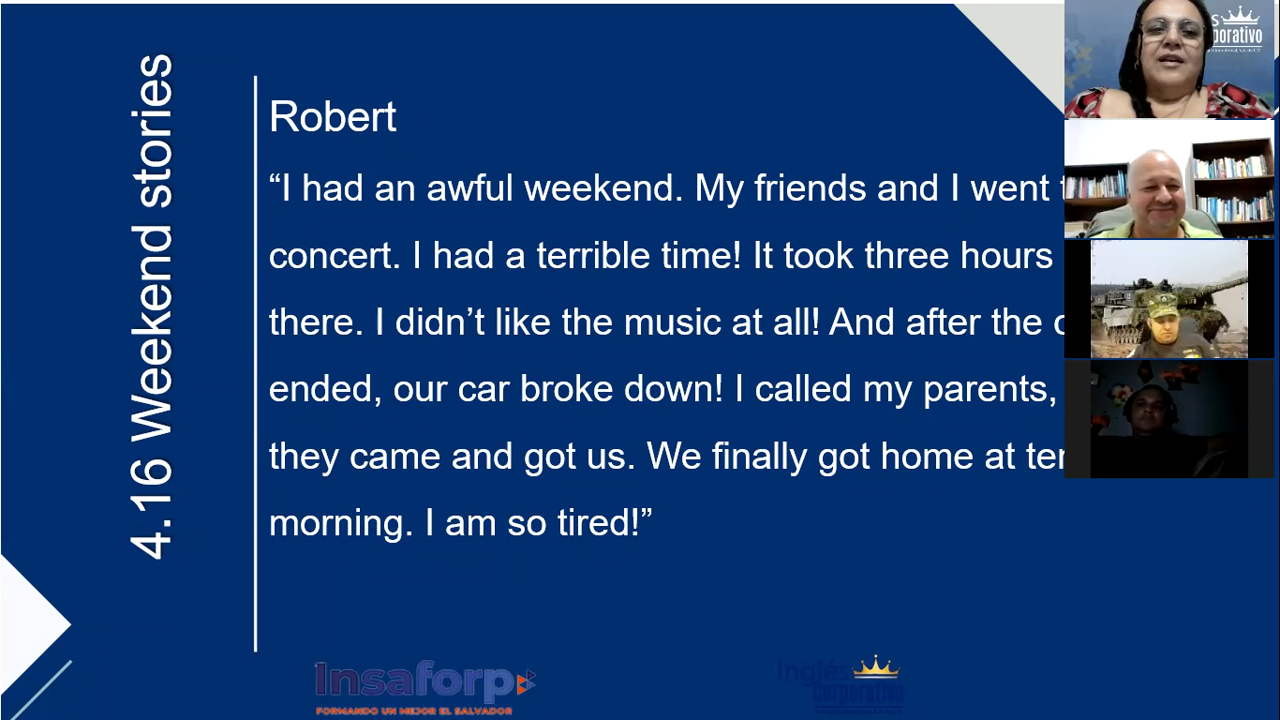 4.16 Weekend stories
Robert
“I had an awful weekend. My friends and I went
concert. I had a terrible time! It took three hours
there. I didn’t like the music at all! And after the
ended, our car broke down! I called my parents,
they came and got us. We finally got home at
morning. I am so tired!”
Insaforp
FORMANDO UN MEJOR EL SALVADOR
Inglés
corporativo